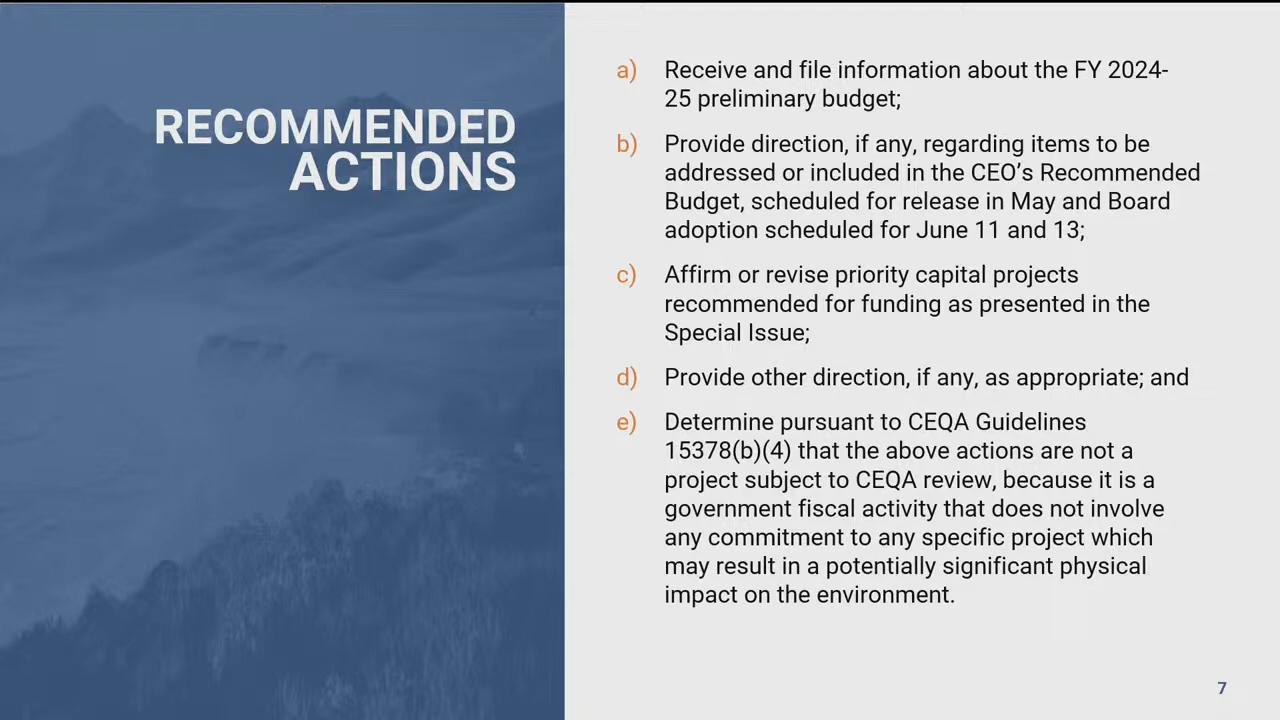 RECOMMENDED
ACTIONS
a) Receive and file information about the FY 2024-
25 preliminary budget;
b) Provide direction, if any, regarding items to be
addressed or included in the CEO’s Recommended
Budget, scheduled for release in May and Board
adoption scheduled for June 11 and 13;
c) Affirm or revise priority capital projects
recommended for funding as presented in the
Special Issue;
d) Provide other direction, if any, as appropriate; and
e) Determine pursuant to CEQA Guidelines
15378(b)(4) that the above actions are not a
project subject to CEQA review, because it is a
government fiscal activity that does not involve
any commitment to any specific project which
may result in a potentially significant physical
impact on the environment.
7